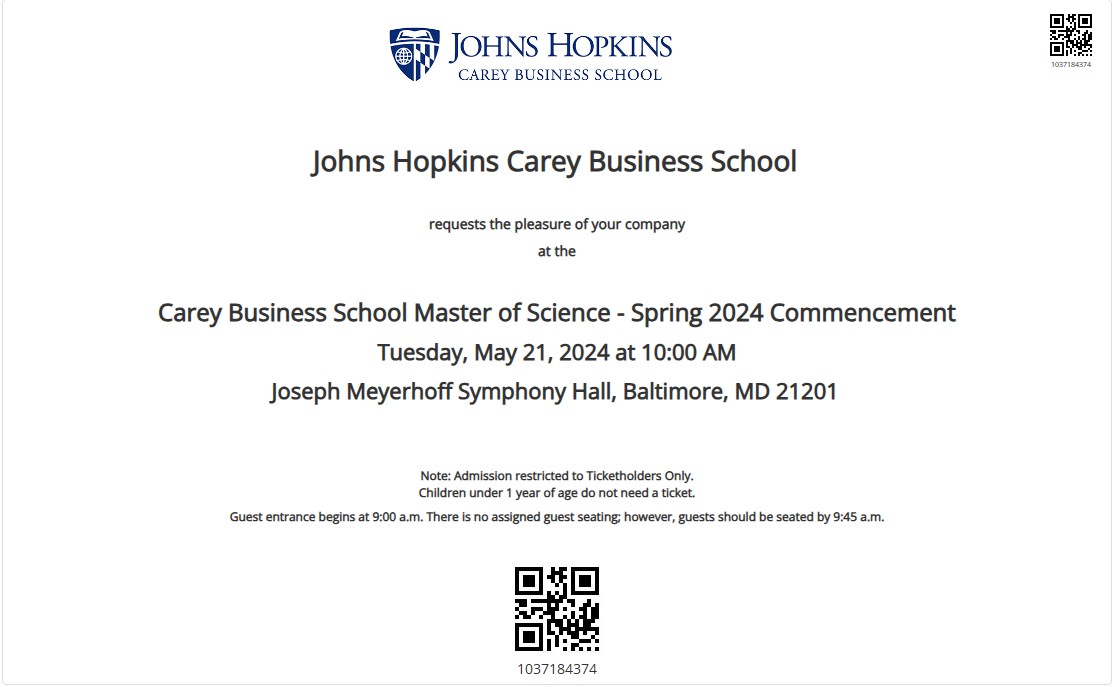 JOHNS HOPKINS
CAREY BUSINESS SCHOOL
1037184374
Johns Hopkins Carey Business School
requests the pleasure of your company
at the
Carey Business School Master of Science - Spring 2024 Commencement
Tuesday, May 21, 2024 at 10:00 AM
Joseph Meyerhoff Symphony Hall, Baltimore, MD 21201
Note: Admission restricted to Ticketholders Only.
Children under 1 year of age do not need a ticket.
Guest entrance begins at 9:00 a.m. There is no assigned guest seating; however, guests should be seated by 9:45 a.m.
1037184374